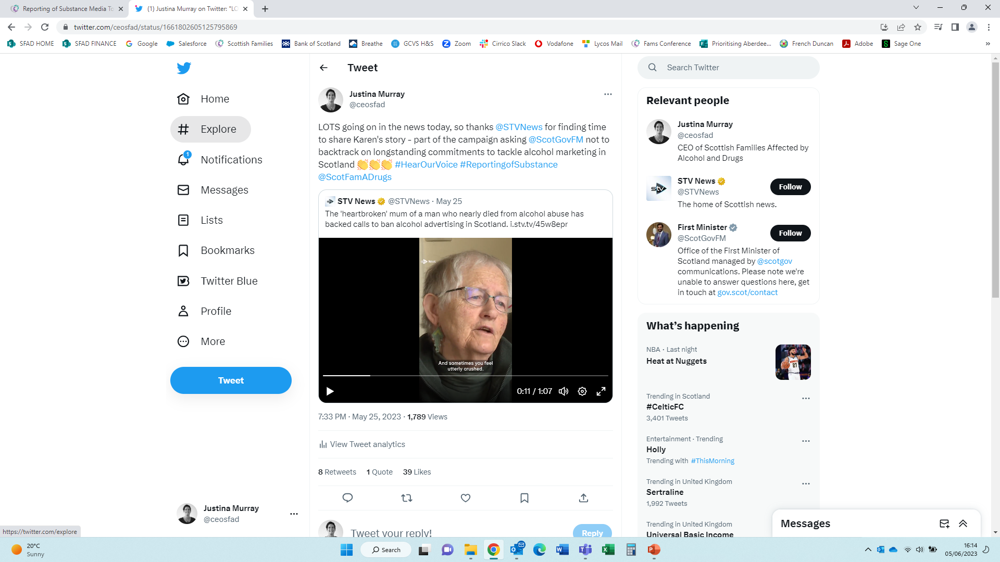 Reporting of Substance Media To
(1) Justina Murray on Twitter: "LO
twitter.com/ceosfad/status/1661802605125795869
SFAD HOME
SFAD FINANCE
Google
Salesforce
Scottish Families
Bank of Scotland
Breathe
GCVS H&S
Zoom
Cirrico Slack
Vodafone
Lycos Mail
Fams Conference
Prioritising Aberdee...
French Duncan
Adobe
Sage One
»
Home
Explore
1
Notifications
Messages
Lists
Bookmarks
Twitter Blue
Profile
More
Tweet
Justina Murray
@ceosfad
https://twitter.com/explore
Tweet
Justina Murray
@ceosfad
LOTS going on in the news today, so thanks @STVNews for finding time
to share Karen's story - part of the campaign asking @ScotGovFM not to
backtrack on longstanding commitments to tackle alcohol marketing in
Scotland 👏👏👏 #HearOurVoice #ReportingofSubstance
@ScotFamADrugs
STV News @STVNews · May 25
The 'heartbroken' mum of a man who nearly died from alcohol abuse has
backed calls to ban alcohol advertising in Scotland. i.stv.tv/45w8epr
stv News
And sometimes you feel
utterly crushed.
0:11 / 1:07
7:33 PM · May 25, 2023 · 1,789 Views
View Tweet analytics
8 Retweets 1 Quote 39 Likes
Tweet your reply!
Reply
Search Twitter
Relevant people
Justina Murray
@ceosfad
CEO of Scottish Families Affected by
Alcohol and Drugs
stv
STV News
@STVNews
Follow
The home of Scottish news.
First Minister
@ScotGovFM
Follow
Office of the First Minister of
Scotland managed by @scotgov
communications. Please note we're
unable to answer questions here, get
in touch at gov.scot/contact
What's happening
NBA · Last night
Heat at Nuggets
27
Trending in Scotland
#CelticFC
3,401 Tweets
Entertainment · Trending
Holly
Trending with #ThisMorning
Trending in United Kingdom
Sertraline
1,992 Tweets
Trending in United Kingdom
Universal Basic Income
Messages
20°C
Sunny
Search
16:14
05/06/2023